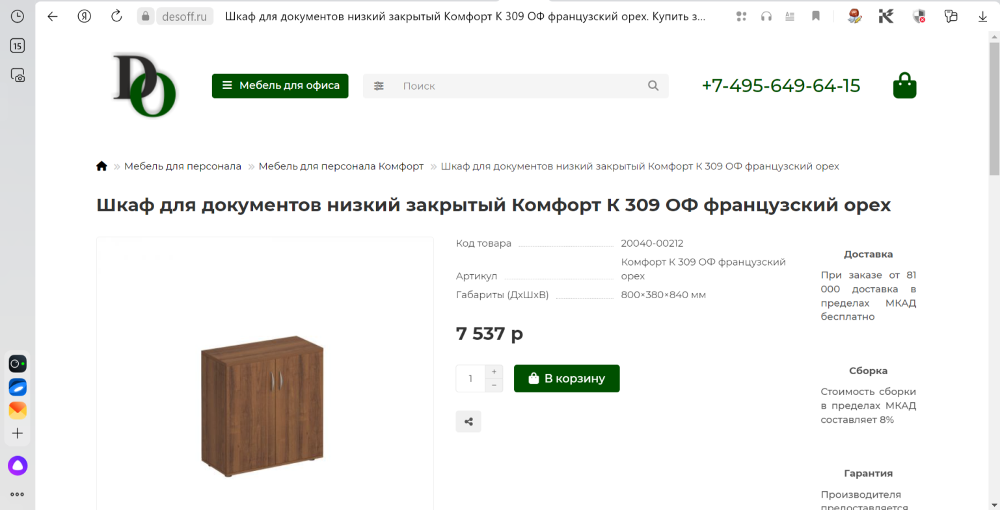 15
Я
desoff.ru
Шкаф для документов низкий закрытый Комфорт К 309 ОФ французский орех. Купить з...
DO
Мебель для офиса
Поиск
+7-495-649-64-15
» Мебель для персонала » Мебель для персонала Комфорт » Шкаф для документов низкий закрытый Комфорт К 309 ОФ французский орех
Шкаф для документов низкий закрытый Комфорт К 309 ОФ французский орех
Код товара 20040-00212
Артикул Комфорт К 309 ОФ французский
орех
Габариты (ДхШхВ) 800×380×840 мм
7 537 р
1
+
−
В корзину
Доставка
При заказе от 81
000 доставка в
пределах МКАД
бесплатно
Сборка
Стоимость сборки
в пределах МКАД
составляет 8%
Гарантия
Производителя
предоставляется